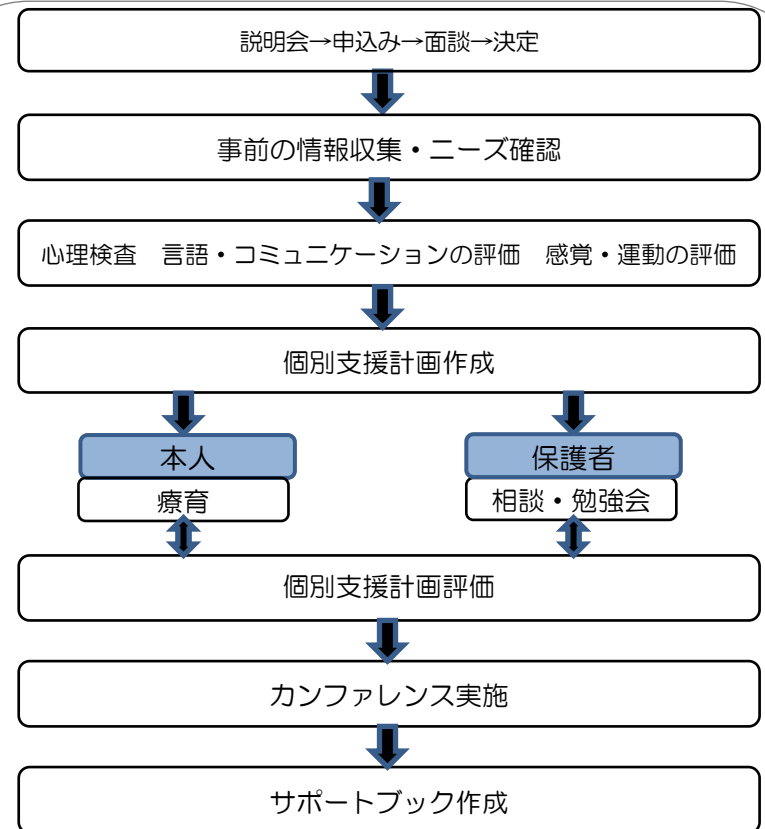 説明会→申込み→面談→決定
事前の情報収集・ニーズ確認
心理検査　言語・コミュニケーションの評価　感覚・運動の評価
個別支援計画作成
本人
療育
保護者
相談・勉強会
個別支援計画評価
カンファレンス実施
サポートブック作成